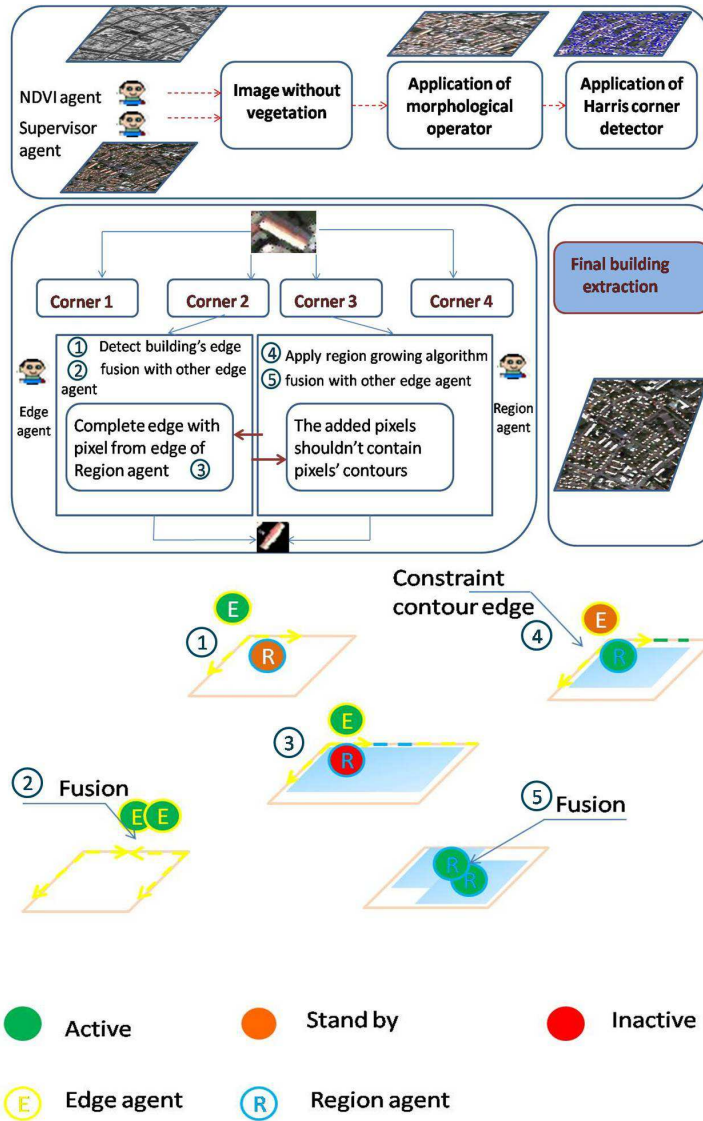 NDVI agent
Supervisor
agent
Image without
vegetation
Application of
morphological
operator
Application of
Harris corner
detector
Corner 1
Corner 2
Corner 3
Corner 4
Final building
extraction
Edge
agent
1 Detect building's edge
2 fusion with other edge
agent
Complete edge with
pixel from edge of
Region agent 3
4 Apply region growing algorithm
5 fusion with other edge agent
The added pixels
shouldn't contain
pixels' contours
Region
agent
Constraint
contour edge
E
1
R
E
4
R
E
3
R
2
Fusion
E E
5
Fusion
R
R
Active
Stand by
Inactive
E Edge agent
R Region agent